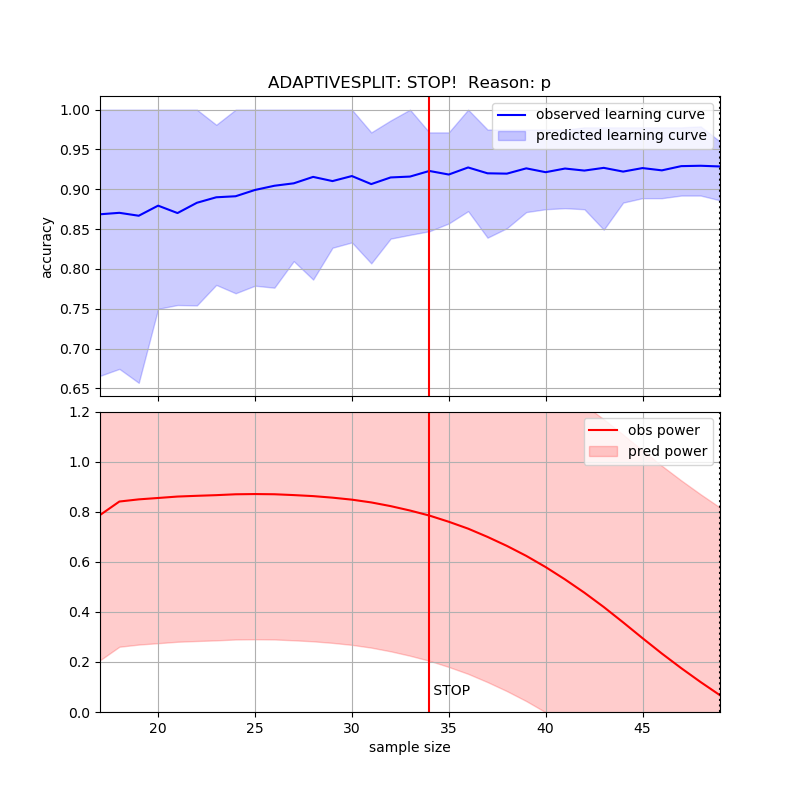 ADAPTIVESPLIT: STOP!  Reason: p
1.00
0.95
0.90
0.85
0.80
0.75
0.70
0.65
accuracy
observed learning curve
predicted learning curve
1.2
1.0
0.8
0.6
0.4
0.2
0.0
obs power
pred power
STOP
20 25 30 35 40 45
sample size